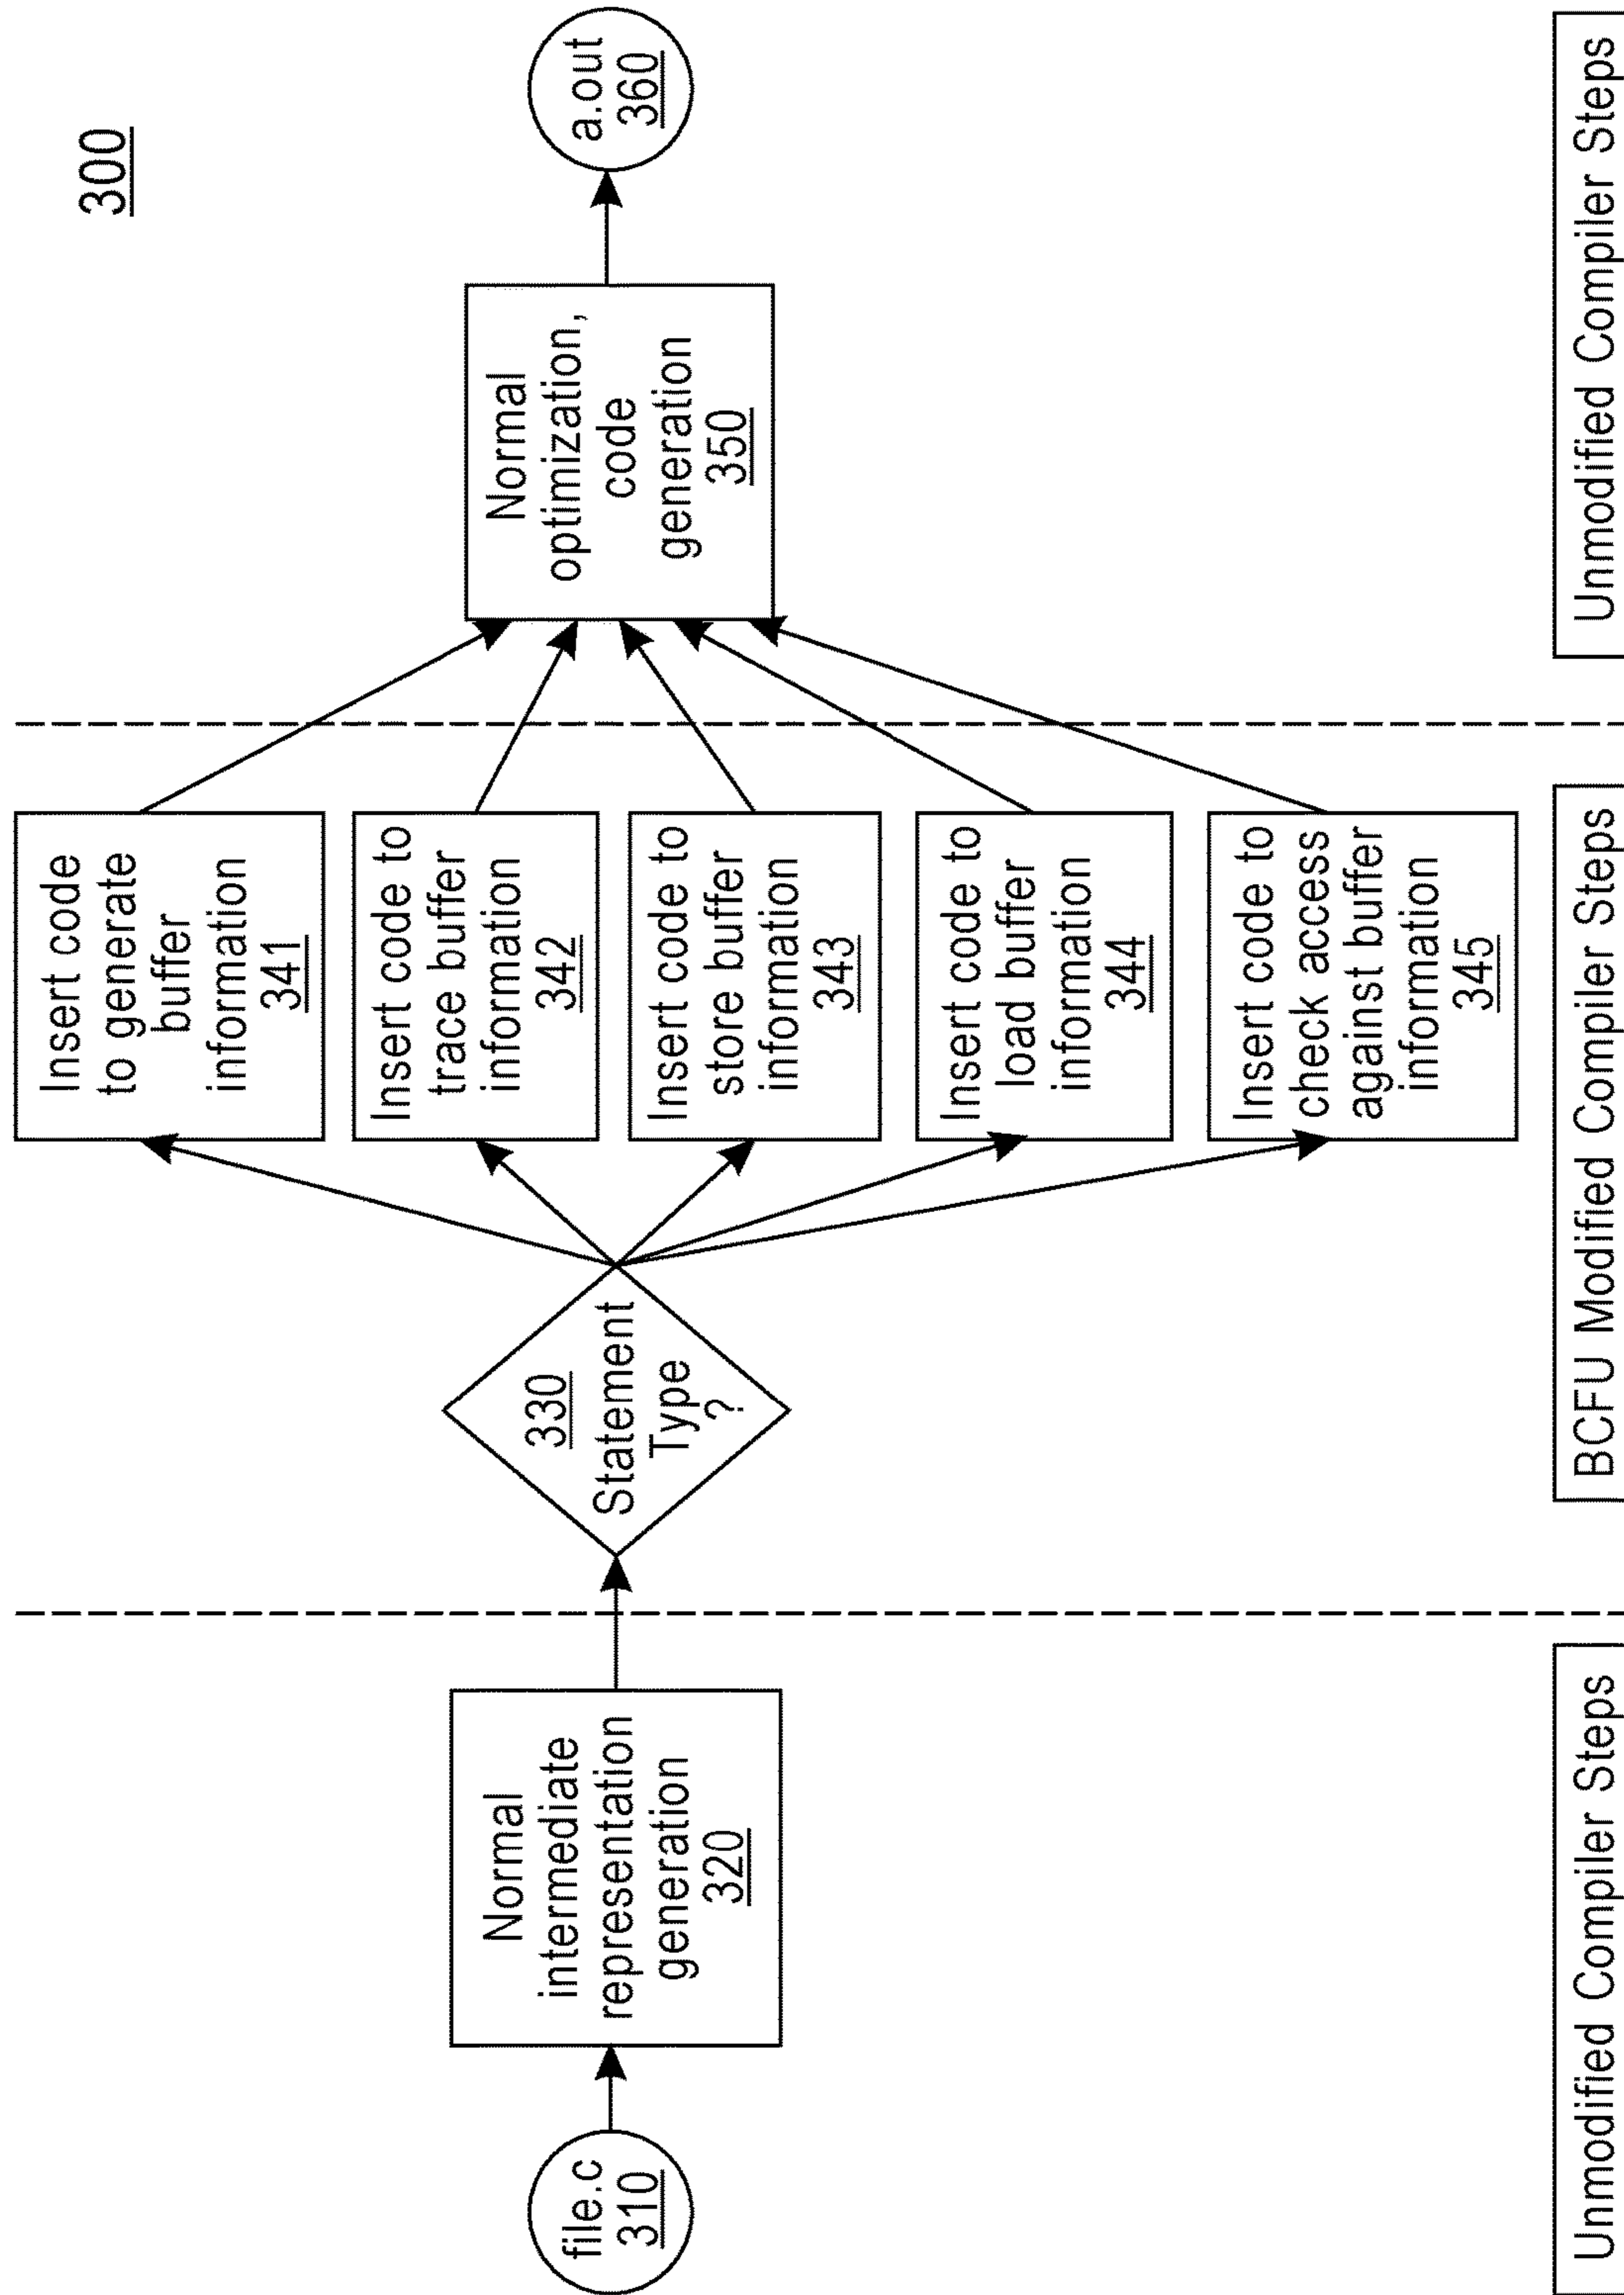 300
file.c
310
Normal
intermediate
representation
generation
320
330
Statement
Type
?
Insert code
to generate
buffer
information
341
Insert code to
trace buffer
information
342
Insert code to
store buffer
information
343
Insert code to
load buffer
information
344
Insert code to
check access
against buffer
information
345
Normal
optimization,
code
generation
350
a.out
360
Unmodified Compiler Steps
BCFU Modified Compiler Steps
Unmodified Compiler Steps